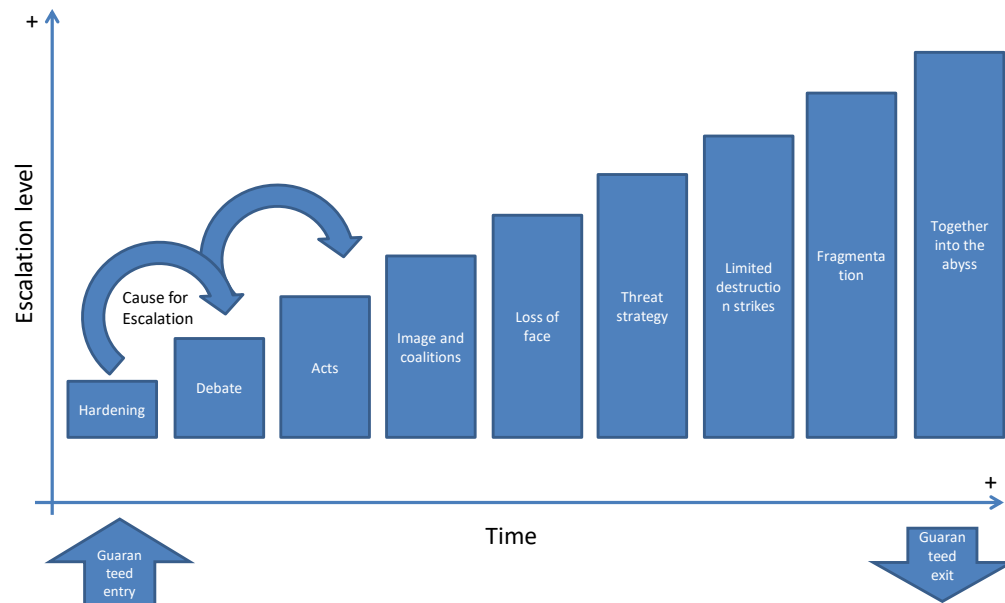 +
Escalation level
Cause for
Escalation
Hardening
Debate
Acts
Image and
coalitions
Loss of
face
Threat
strategy
Limited
destructio
n strikes
Fragmenta
tion
Together
into the
abyss
+
Time
Guaran
teed
entry
Guaran
teed
exit